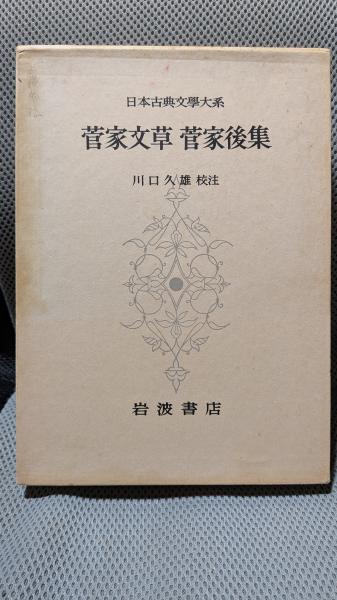 日本古典文學大系
菅家文草 菅家後集
川口久雄 校注
岩波書店